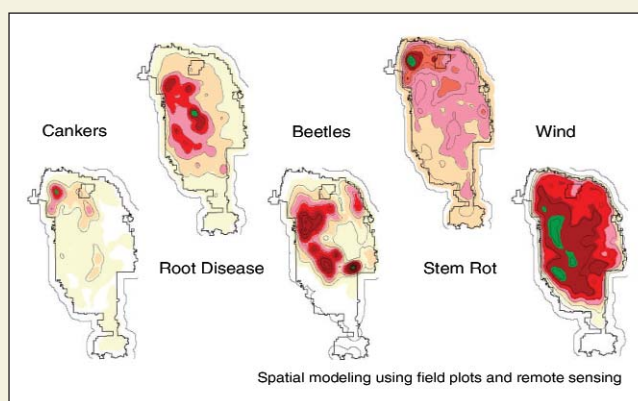 Cankers
Beetles
Wind
Root Disease
Stem Rot
Spatial modeling using field plots and remote sensing